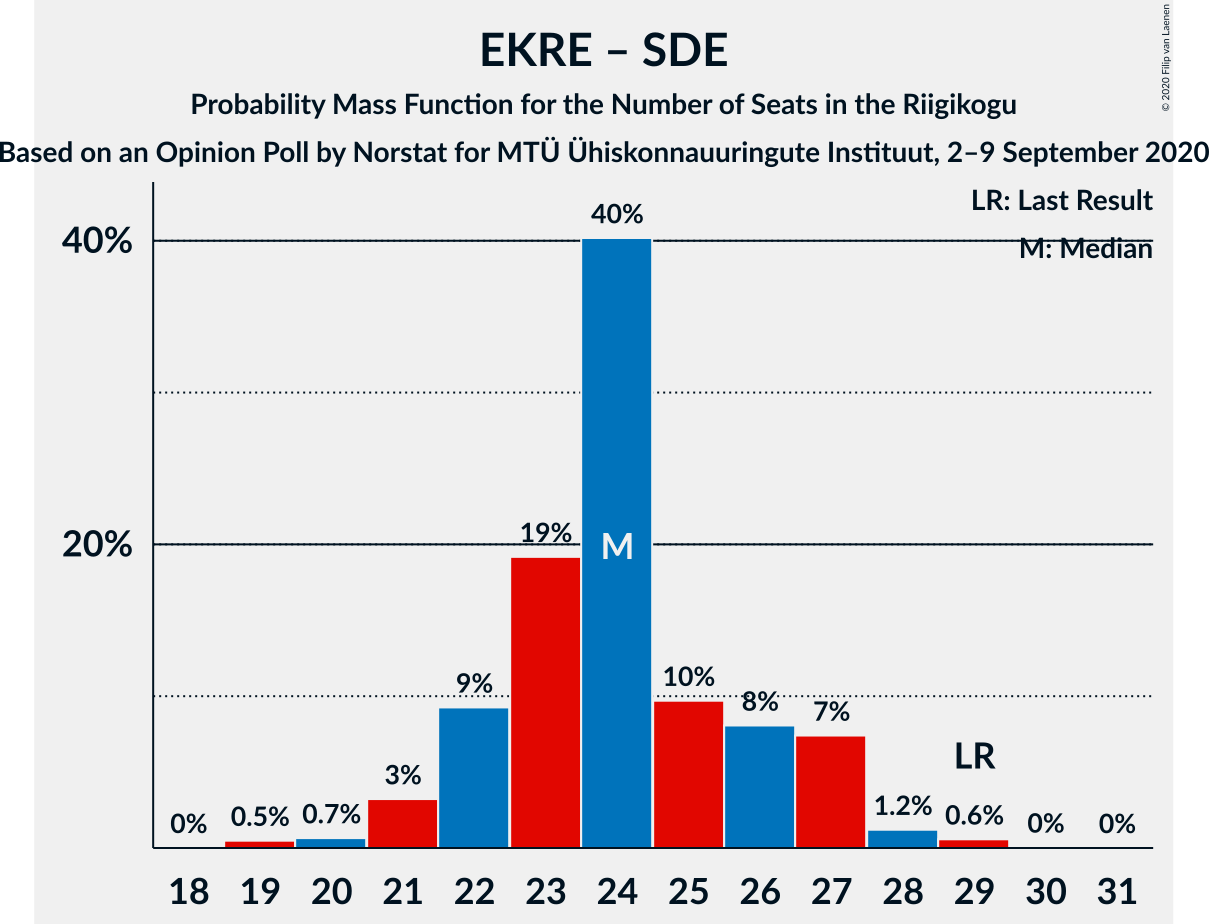 EKRE – SDE
Probability Mass Function for the Number of Seats in the Riigikogu
Based on an Opinion Poll by Norstat for MTÜ Ühiskonnauuringute Instituut, 2–9 September 2020
© 2020 Filip van Laenen
LR: Last Result
M: Median
40%
20%
0%
0.5%
0.7%
3%
9%
19%
40%
M
10%
8%
7%
1.2%
LR
0.6%
0%
0%
18 19 20 21 22 23 24 25 26 27 28 29 30 31